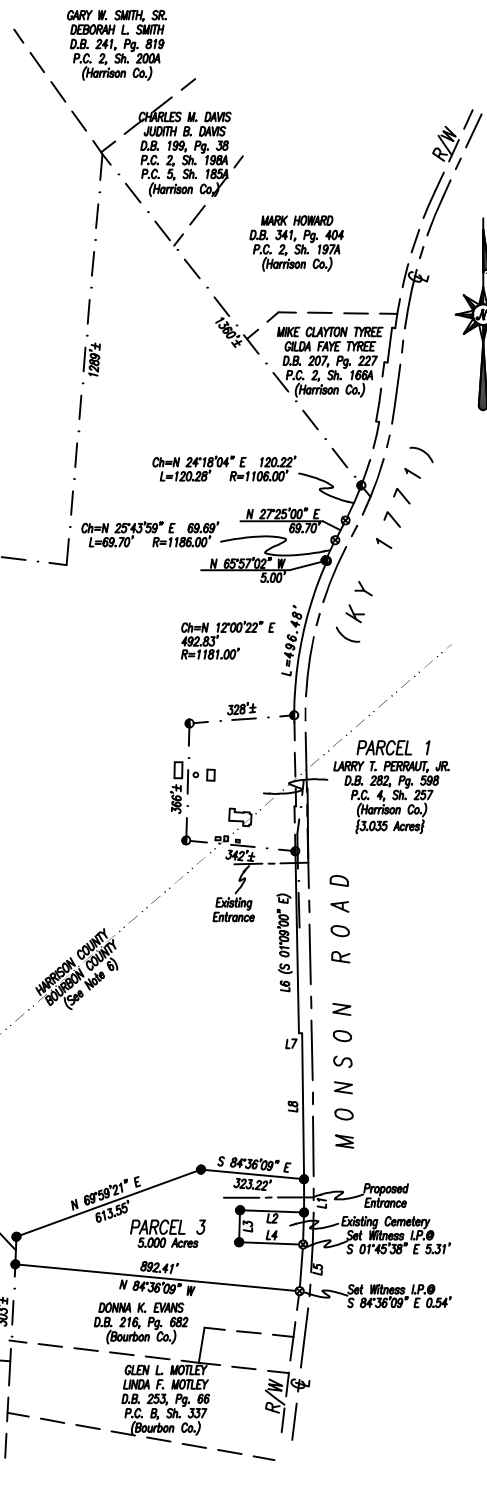 GARY W. SMITH, SR.
DEBORAH L. SMITH
D.B. 241, Pg. 819
P.C. 2, Sh. 200A
(Harrison Co.)
CHARLES M. DAVIS
JUDITH B. DAVIS
D.B. 199, Pg. 38
P.C. 2, Sh. 198A
P.C. 5, Sh. 185A
(Harrison Co.)
R/W
MARK HOWARD
D.B. 341, Pg. 404
P.C. 2, Sh. 197A
(Harrison Co.)
CL
N
1289'±
1360'±
MIKE CLAYTON TYREE
GILDA FAYE TYREE
D.B. 207, Pg. 227
P.C. 2, Sh. 166A
(Harrison Co.)
Ch=N 24°18'04" E 120.22'
L=120.28' R=1106.00'
N 27°25'00" E
69.70'
Ch=N 25°43'59" E 69.69'
L=69.70' R=1186.00'
N 65°57'02" W
5.00'
(KY 1771)
Ch=N 12°00'22" E
492.83'
R=1181.00'
L=496.48'
328'±
366'±
342'±
Existing
Entrance
PARCEL 1
LARRY T. PERRAUT, JR.
D.B. 282, Pg. 598
P.C. 4, Sh. 257
(Harrison Co.)
{3.035 Acres}
HARRISON COUNTY
BOURBON COUNTY
(See Note 6)
L6 (S 01°09'00" E)
MONSON ROAD
L7
L8
S 84°36'09" E
323.22'
N 69°59'21" E
613.55'
L1
Proposed
Entrance
L2
L3
L4
Existing Cemetery
Set Witness I.P.@
S 01°45'38" E 5.31'
PARCEL 3
5.000 Acres
L5
892.41'
N 84°36'09" W
Set Witness I.P.@
S 84°36'09" E 0.54'
303'±
DONNA K. EVANS
D.B. 216, Pg. 682
(Bourbon Co.)
GLEN L. MOTLEY
LINDA F. MOTLEY
D.B. 253, Pg. 66
P.C. B, Sh. 337
(Bourbon Co.)
R/W
CL